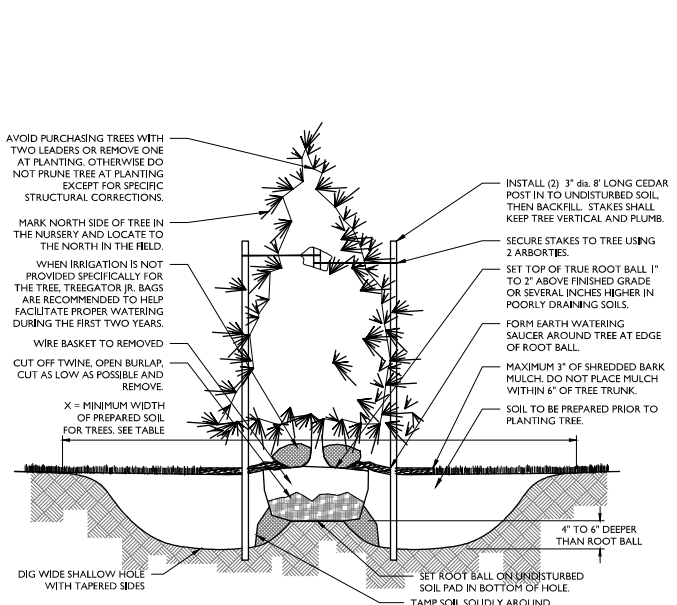 AVOID PURCHASING TREES WITH
TWO LEADERS OR REMOVE ONE
AT PLANTING. OTHERWISE DO
NOT PRUNE TREE AT PLANTING
EXCEPT FOR SPECIFIC
STRUCTURAL CORRECTIONS.
MARK NORTH SIDE OF TREE IN
THE NURSERY AND LOCATE TO
THE NORTH IN THE FIELD.
WHEN IRRIGATION IS NOT
PROVIDED SPECIFICALLY FOR
THE TREE, TREEGATOR JR. BAGS
ARE RECOMMENDED TO HELP
FACILITATE PROPER WATERING
DURING THE FIRST TWO YEARS.
WIRE BASKET TO REMOVED
CUT OFF TWINE, OPEN BURLAP,
CUT AS LOW AS POSSIBLE AND
REMOVE.
X = MINIMUM WIDTH
OF PREPARED SOIL
FOR TREES. SEE TABLE
DIG WIDE SHALLOW HOLE
WITH TAPERED SIDES
INSTALL (2) 3" dia. 8' LONG CEDAR
POST IN TO UNDISTURBED SOIL,
THEN BACKFILL. STAKES SHALL
KEEP TREE VERTICAL AND PLUMB.
SECURE STAKES TO TREE USING
2 ARBORTIES.
SET TOP OF TRUE ROOT BALL 1"
TO 2" ABOVE FINISHED GRADE
OR SEVERAL INCHES HIGHER IN
POORLY DRAINING SOILS.
FORM EARTH WATERING
SAUCER AROUND TREE AT EDGE
OF ROOT BALL.
MAXIMUM 3" OF SHREDDED BARK
MULCH. DO NOT PLACE MULCH
WITHIN 6" OF TREE TRUNK.
SOIL TO BE PREPARED PRIOR TO
PLANTING TREE.
4" TO 6" DEEPER
THAN ROOT BALL
SET ROOT BALL ON UNDISTURBED
SOIL PAD IN BOTTOM OF HOLE.
TAMP SOIL SOLIDLY AROUND